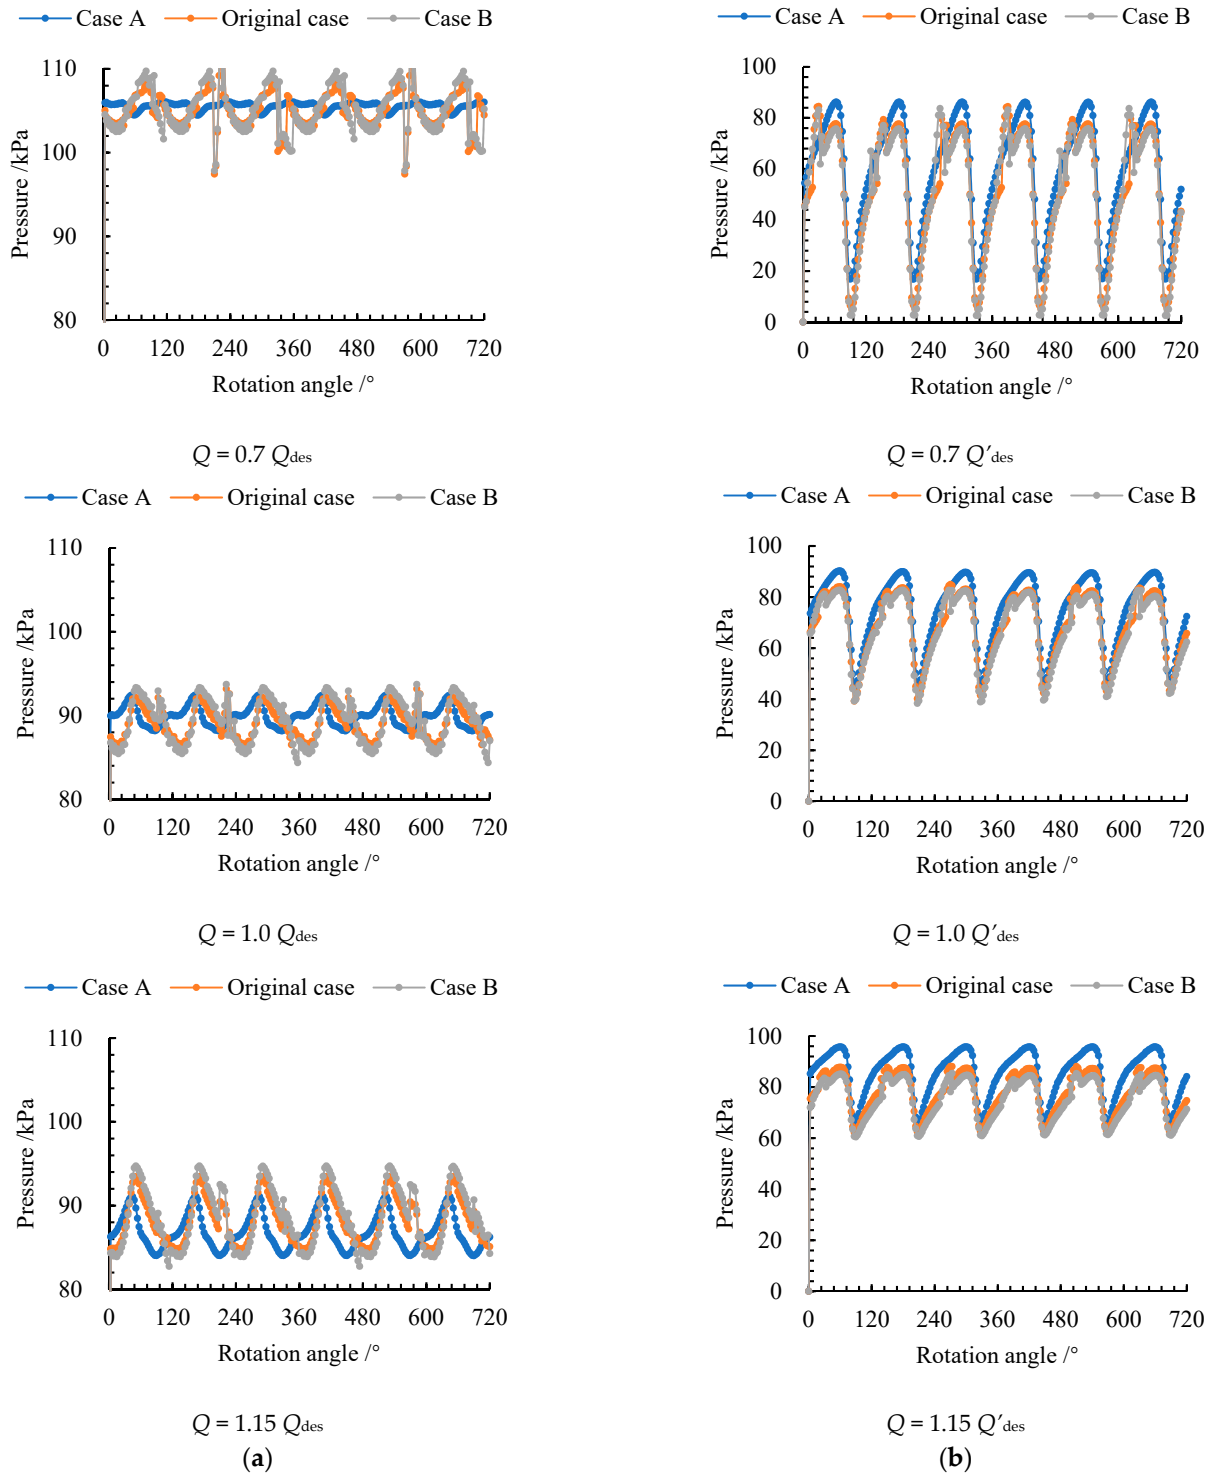 Case A Original case Case B
110
100
90
80
Pressure /kPa
0 120 240 360 480 600 720
Rotation angle /°
Q = 0.7 Qdes
Case A Original case Case B
100
80
60
40
20
0
Pressure /kPa
0 120 240 360 480 600 720
Rotation angle /°
Q = 0.7 Q′des
Case A Original case Case B
110
100
90
80
Pressure /kPa
0 120 240 360 480 600 720
Rotation angle /°
Q = 1.0 Qdes
Case A Original case Case B
100
80
60
40
20
0
Pressure /kPa
0 120 240 360 480 600 720
Rotation angle /°
Q = 1.0 Q′des
Case A Original case Case B
110
100
90
80
Pressure /kPa
0 120 240 360 480 600 720
Rotation angle /°
Q = 1.15 Qdes
(a)
Case A Original case Case B
100
80
60
40
20
0
Pressure /kPa
0 120 240 360 480 600 720
Rotation angle /°
Q = 1.15 Q′des
(b)